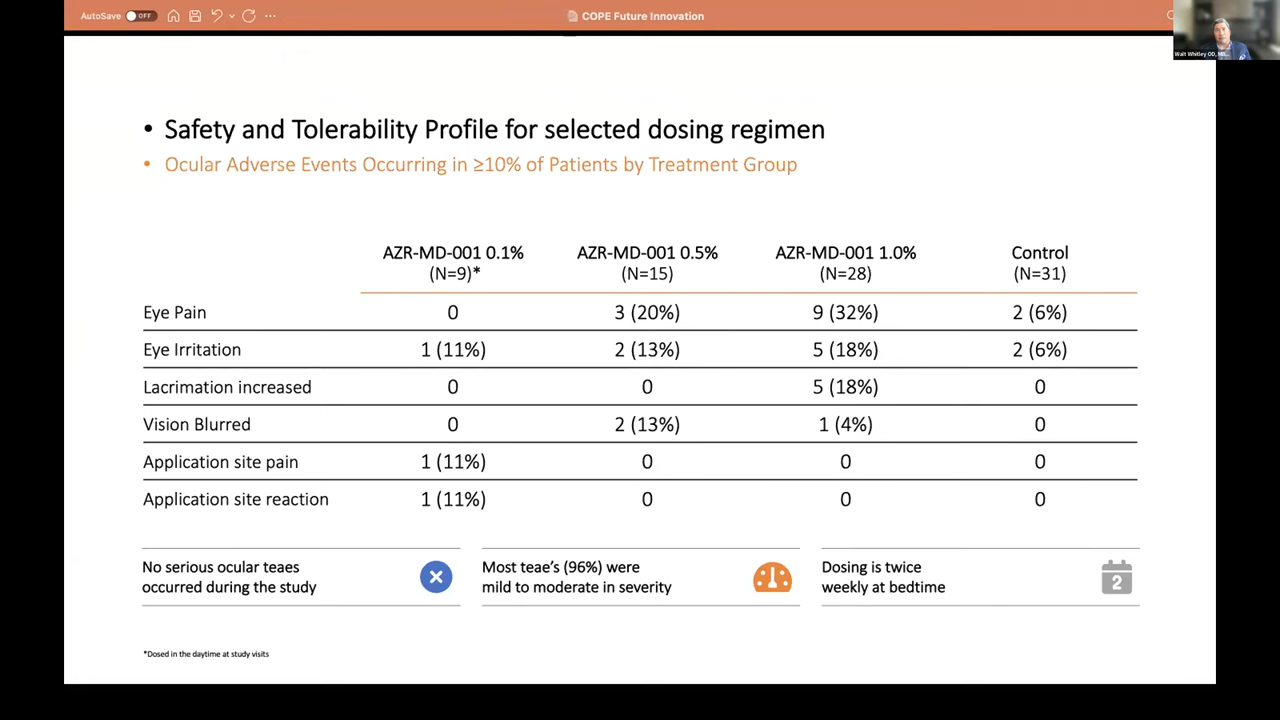 AutoSave OFF
COPE Future Innovation
Walt Whitley OD, MB...
• Safety and Tolerability Profile for selected dosing regimen
• Ocular Adverse Events Occurring in ≥10% of Patients by Treatment Group
AZR-MD-001 0.1% AZR-MD-001 0.5% AZR-MD-001 1.0% Control
(N=9)* (N=15) (N=28) (N=31)
Eye Pain 0 3 (20%) 9 (32%) 2 (6%)
Eye Irritation 1 (11%) 2 (13%) 5 (18%) 2 (6%)
Lacrimation increased 0 0 5 (18%) 0
Vision Blurred 0 2 (13%) 1 (4%) 0
Application site pain 1 (11%) 0 0 0
Application site reaction 1 (11%) 0 0 0
No serious ocular teaes
occurred during the study
Most teae's (96%) were
mild to moderate in severity
Dosing is twice
weekly at bedtime
2
*Dosed in the daytime at study visits